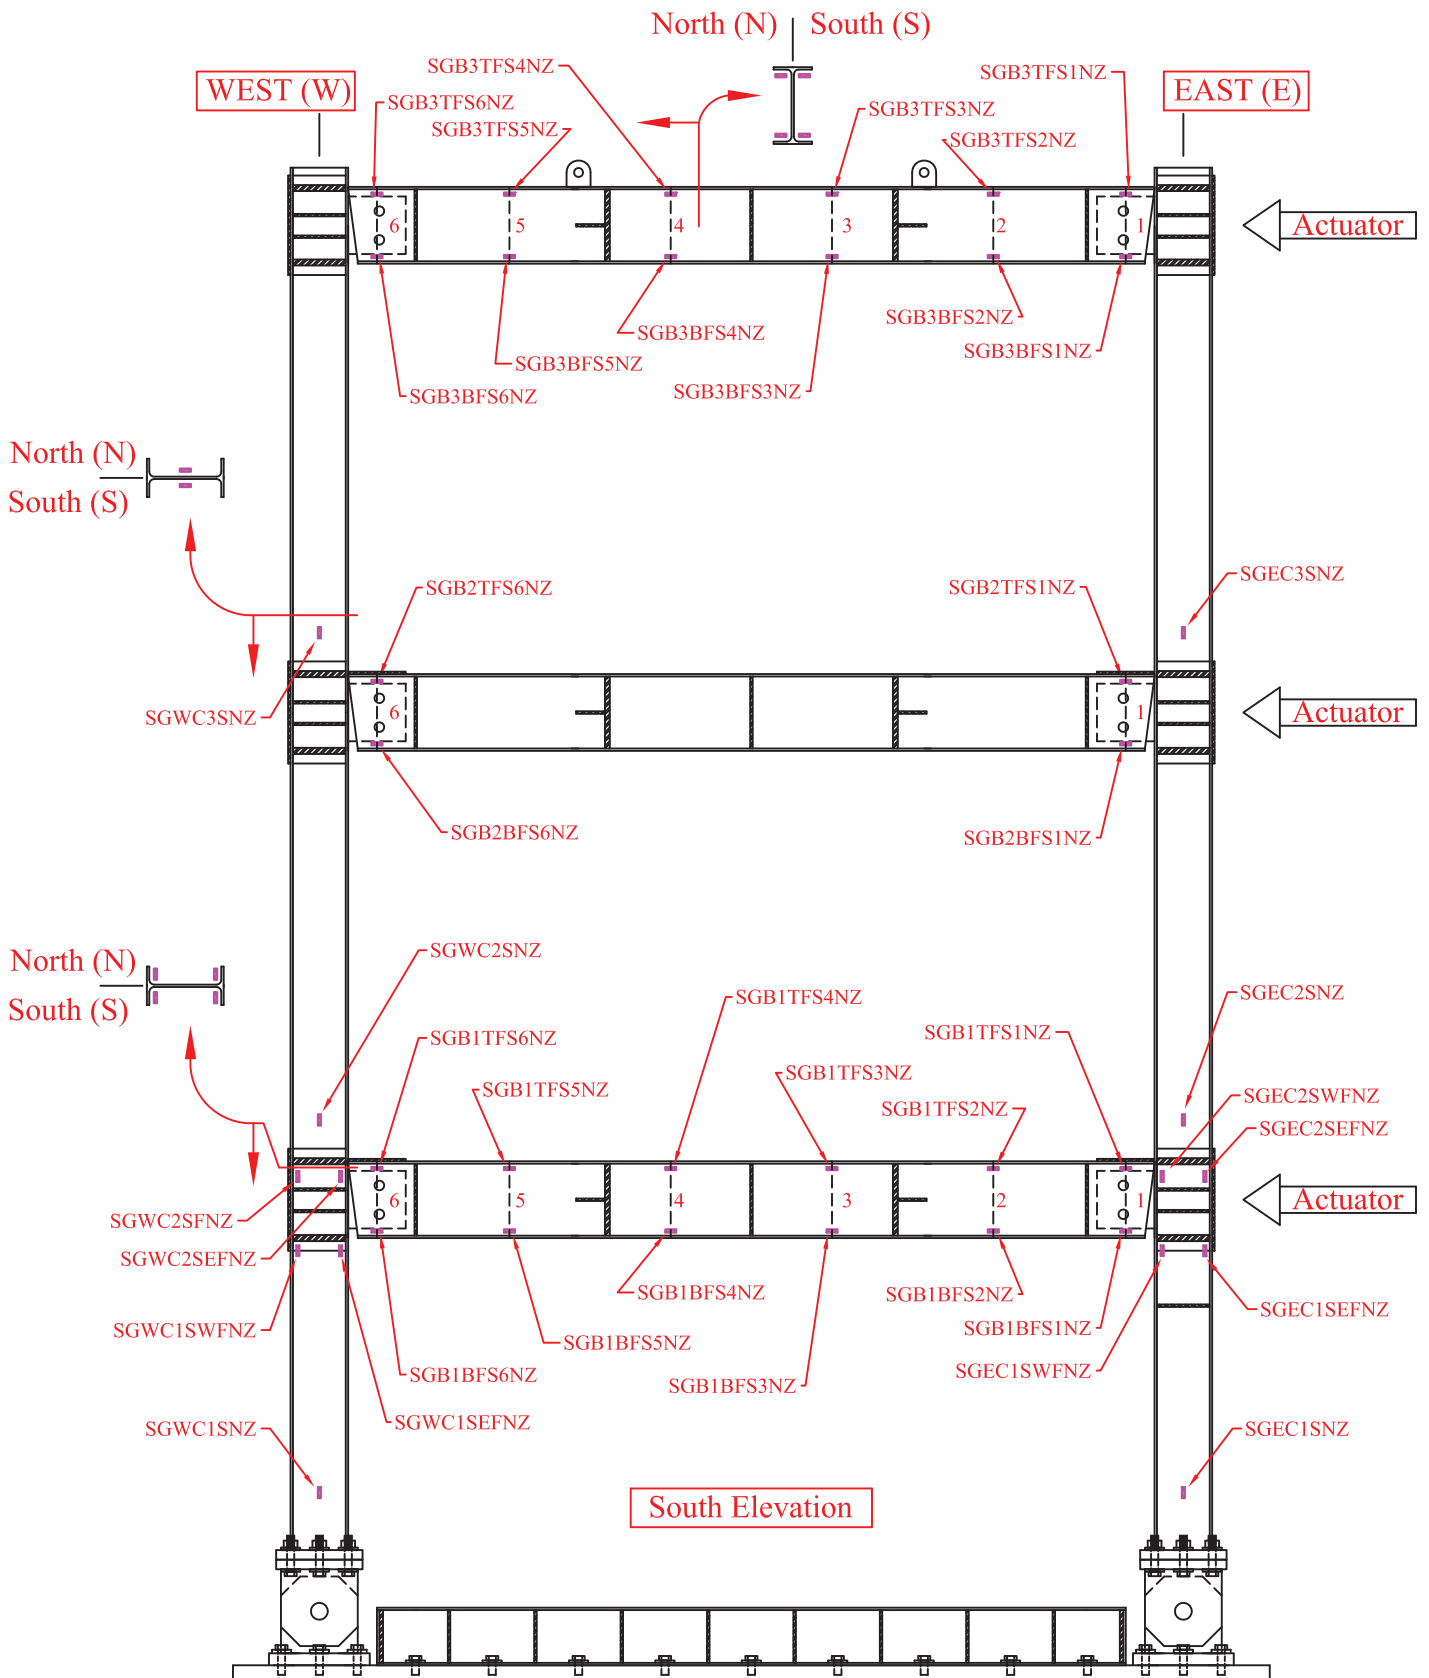 North (N)
South (S)
WEST (W)
EAST (E)
SGB3TFS4NZ
SGB3TFS1NZ
SGB3TFS6NZ
SGB3TFS3NZ
SGB3TFS5NZ
SGB3TFS2NZ
6
5
4
3
2
1
Actuator
SGB3BFS4NZ
SGB3BFS2NZ
SGB3BFS5NZ
SGB3BFS1NZ
SGB3BFS6NZ
SGB3BFS3NZ
North (N)
South (S)
SGB2TFS6NZ
SGB2TFS1NZ
SGEC3SNZ
SGWC3SNZ
6
1
Actuator
SGB2BFS6NZ
SGB2BFS1NZ
North (N)
South (S)
SGWC2SNZ
SGB1TFS4NZ
SGEC2SNZ
SGB1TFS6NZ
SGB1TFS1NZ
SGB1TFS5NZ
SGB1TFS3NZ
SGB1TFS2NZ
SGEC2SWFNZ
SGEC2SEFNZ
6
5
4
3
2
1
Actuator
SGWC2SFNZ
SGWC2SEFNZ
SGB1BFS4NZ
SGB1BFS2NZ
SGEC1SEFNZ
SGWC1SWFNZ
SGB1BFS5NZ
SGB1BFS1NZ
SGB1BFS6NZ
SGB1BFS3NZ
SGEC1SWFNZ
SGWC1SEFNZ
SGWC1SNZ
SGEC1SNZ
South Elevation